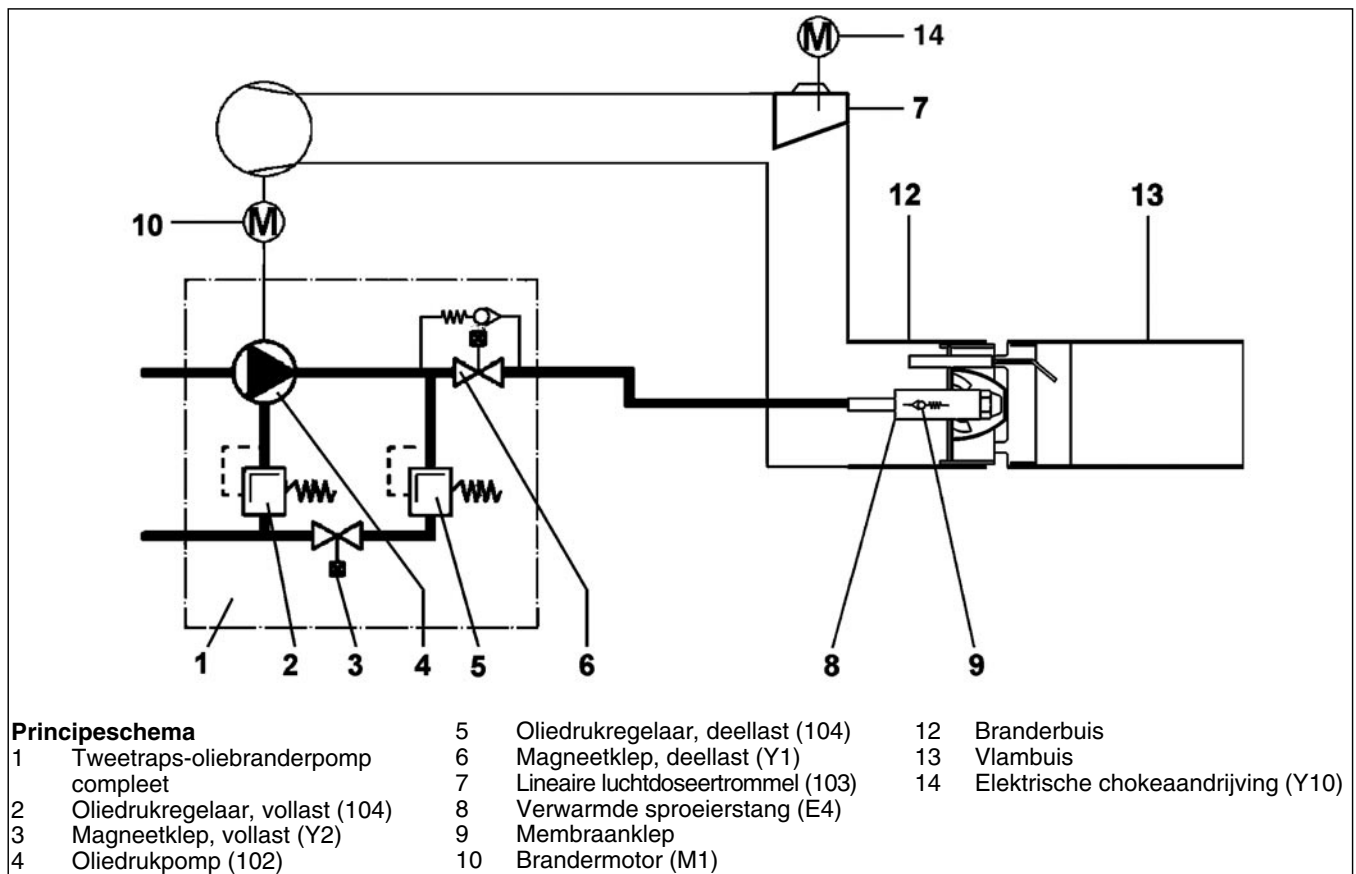 M
14
7
12
13
10
M
1
2
3
4
5
6
8
9
Principeschema
1 Tweetraps-oliebranderpomp
compleet
2 Oliedrukregelaar, vollast (104)
3 Magneetklep, vollast (Y2)
4 Oliedrukpomp (102)
5 Oliedrukregelaar, deellast (104)
6 Magneetklep, deellast (Y1)
7 Lineaire luchtdoseertrommel (103)
8 Verwarmde sproeierstang (E4)
9 Membraanklep
10 Brandermotor (M1)
12 Branderbuis
13 Vlambuis
14 Elektrische chokeaandrijving (Y10)